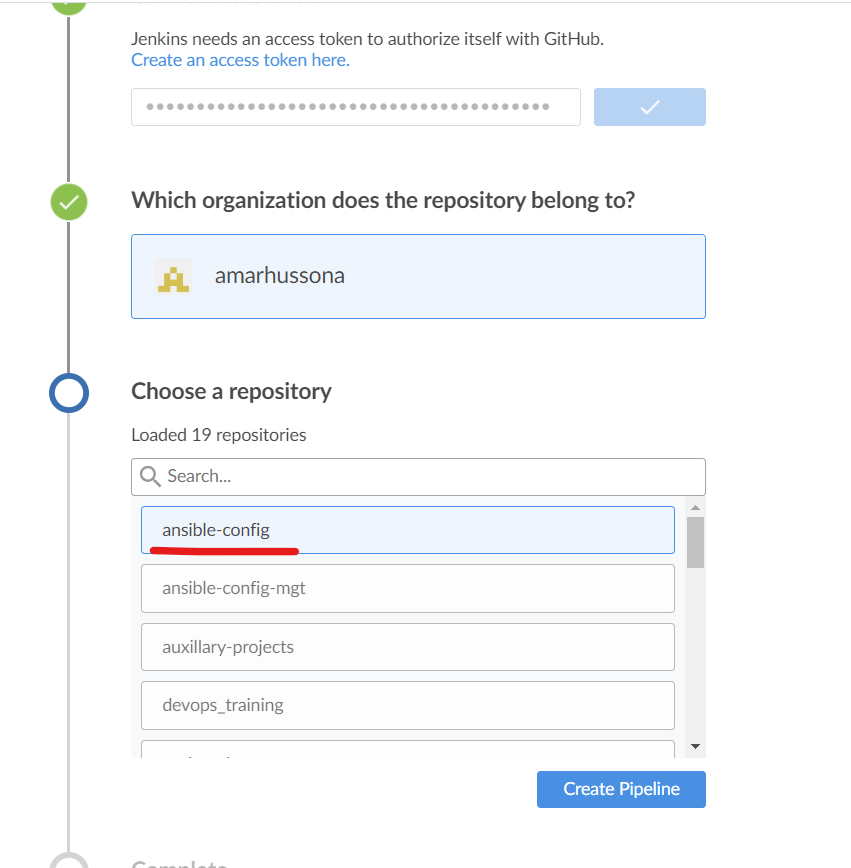 Jenkins needs an access token to authorize itself with GitHub.
Create an access token here.
Which organization does the repository belong to?
amarhussona
Choose a repository
Loaded 19 repositories
Search...
ansible-config
ansible-config-mgt
auxillary-projects
devops_training
Create Pipeline
Complete